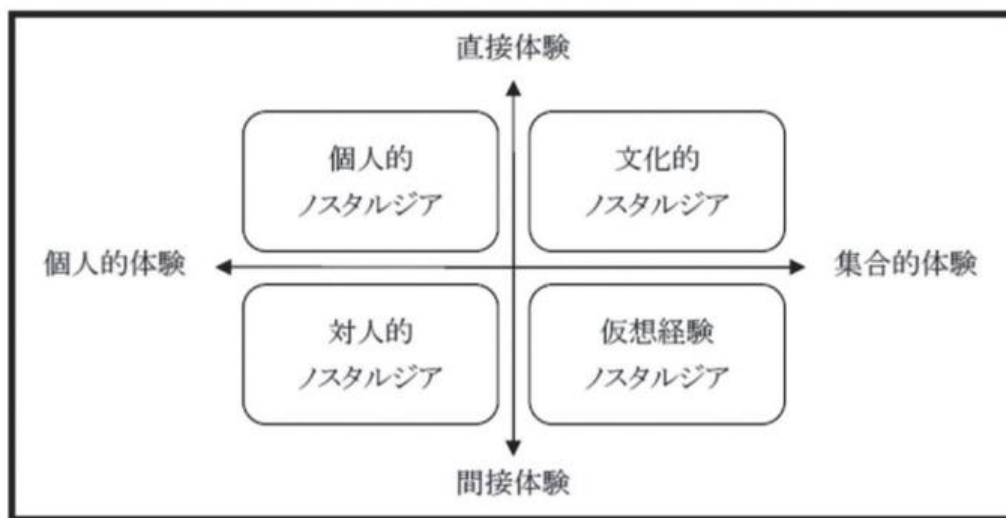 直接体験
個人的
ノスタルジア
文化的
ノスタルジア
個人的体験
集合的体験
対人的
ノスタルジア
仮想経験
ノスタルジア
間接体験